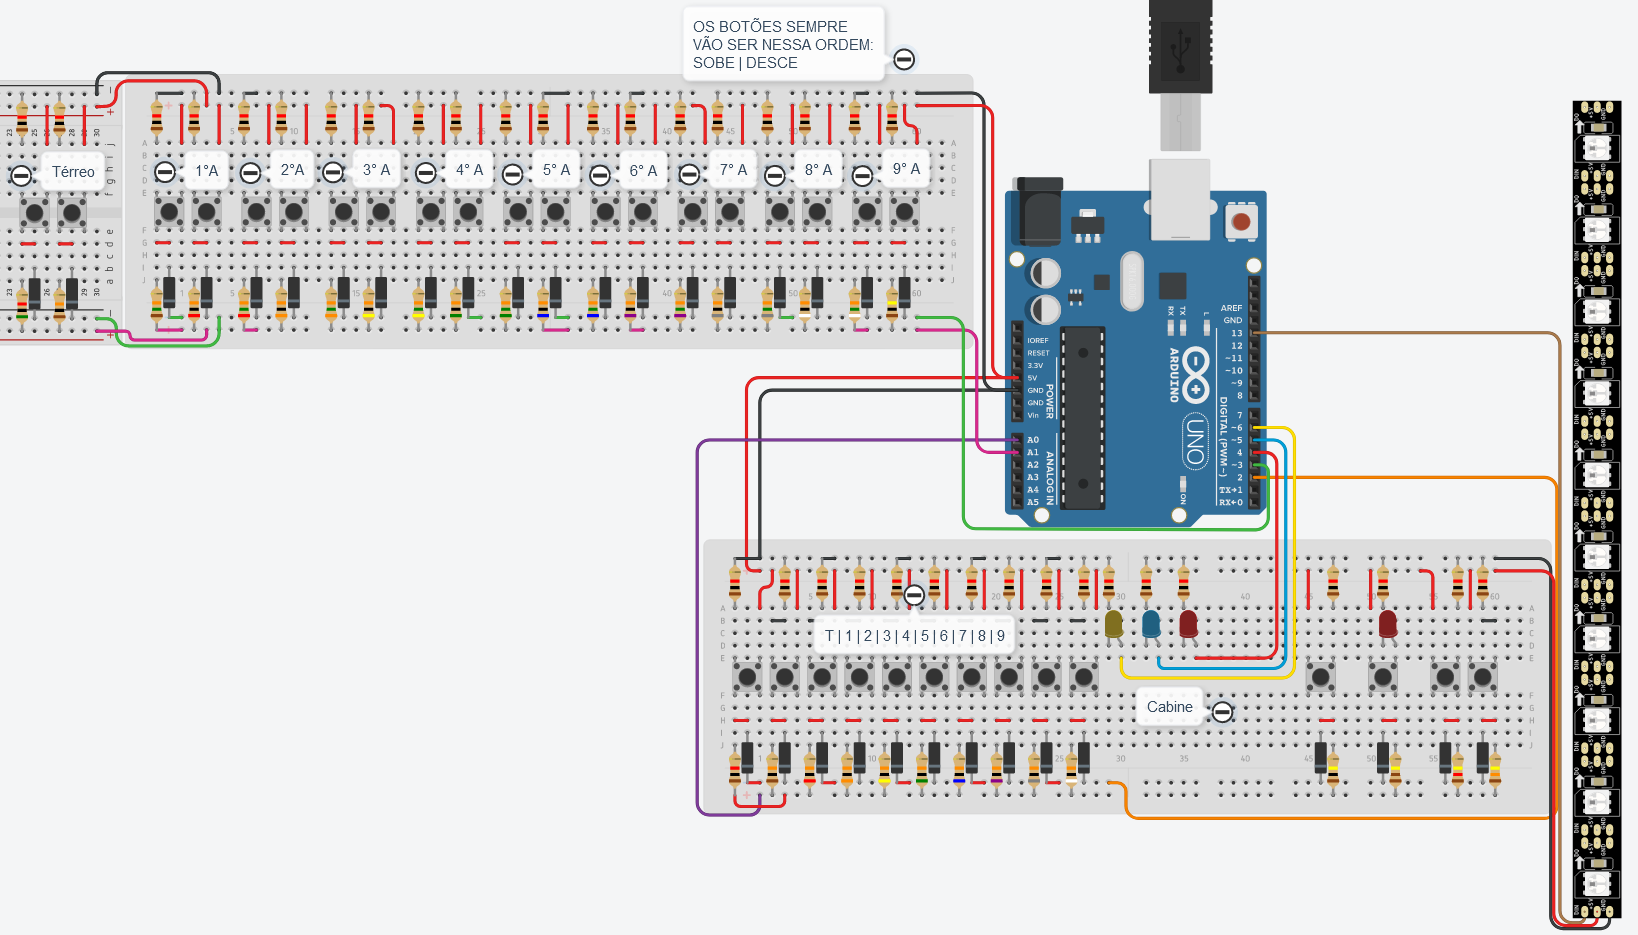 OS BOTÕES SEMPRE
VÃO SER NESSA ORDEM:
SOBE | DESCE
Térreo
1°A
2°A
3° A
4° A
5° A
6° A
7° A
8° A
9° A
AREF
GND
13
12
~11
~10
~9
8
7
~6
~5
4
~3
2
TX→1
RX←0
IOREF
RESET
3.3V
5V
GND
GND
Vin
A0
A1
A2
A3
A4
A5
POWER
ANALOG IN
DIGITAL (PWM~)
ARDUINO
UNO
RX
TX
L
ON
T | 1 | 2 | 3 | 4 | 5 | 6 | 7 | 8 | 9
Cabine